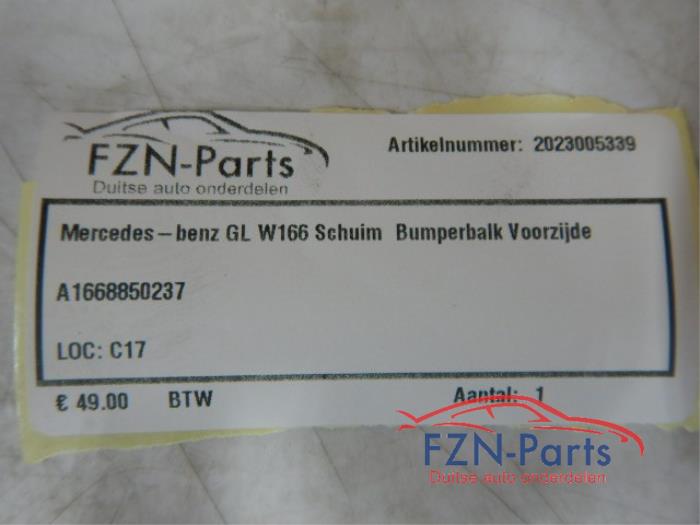 FZN-Parts
Duitse auto onderdelen
Artikelnummer: 2023005339
Mercedes-benz GL W166 Schuim Bumperbalk Voorzijde
A1668850237
LOC: C17
€ 49.00 BTW Aantal: 1
FZN-Parts
Duitse auto onderdelen